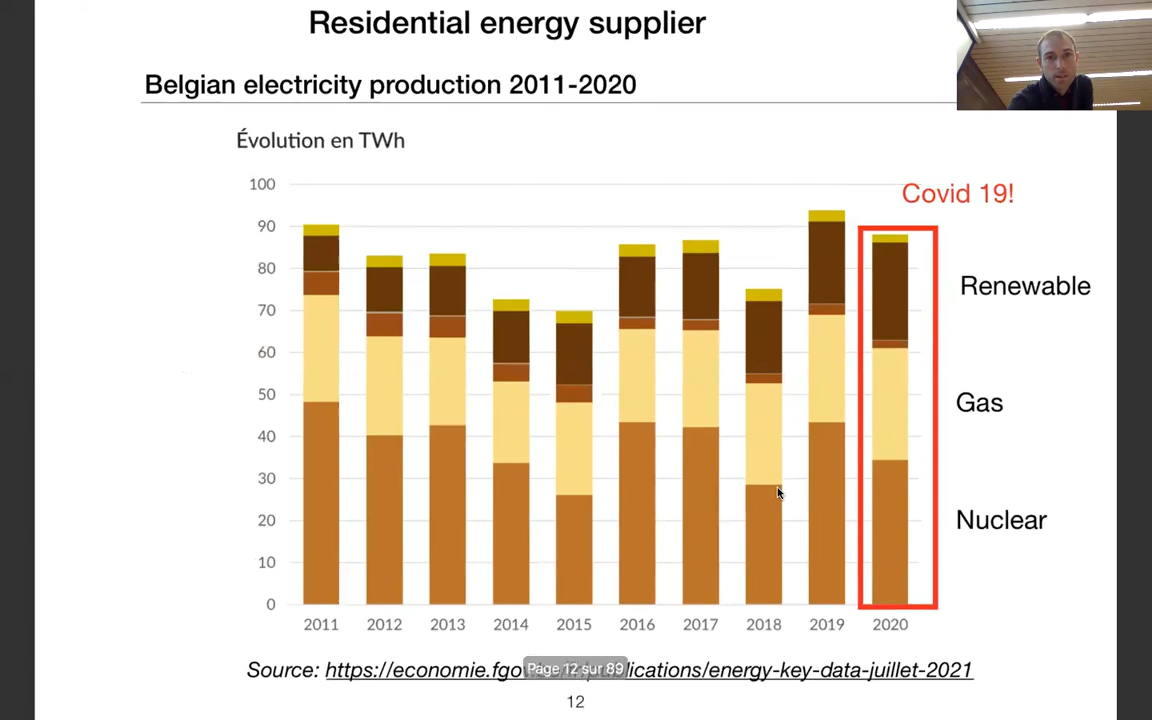 Residential energy supplier
Belgian electricity production 2011-2020
Évolution en TWh
100
90
80
70
60
50
40
30
20
10
0
Covid 19!
Renewable
Gas
Nuclear
2011 2012 2013 2014 2015 2016 2017 2018 2019 2020
Source: https://economie.fgo lications/energy-key-data-juillet-2021
Page 12 sur 89
12